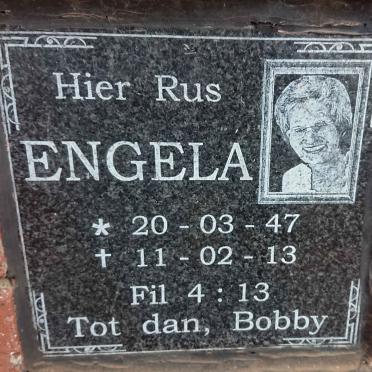 Hier Rus
ENGELA
* 20 - 03 - 47
† 11 - 02 - 13
Fil 4 : 13
Tot dan, Bobby